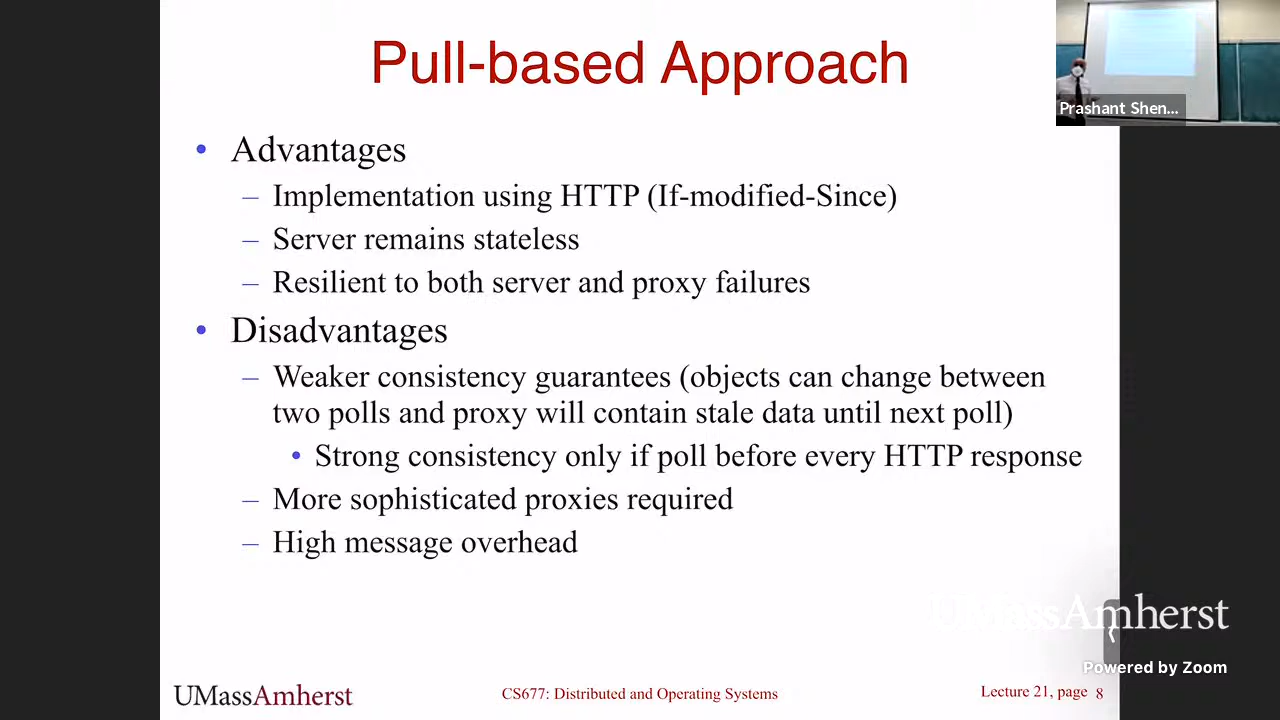 Pull-based Approach
Prashant Shen...
• Advantages
– Implementation using HTTP (If-modified-Since)
– Server remains stateless
– Resilient to both server and proxy failures
• Disadvantages
– Weaker consistency guarantees (objects can change between
two polls and proxy will contain stale data until next poll)
• Strong consistency only if poll before every HTTP response
– More sophisticated proxies required
– High message overhead
UMassAmherst
Powered by Zoom
UMassAmherst
CS677: Distributed and Operating Systems
Lecture 21, page 8